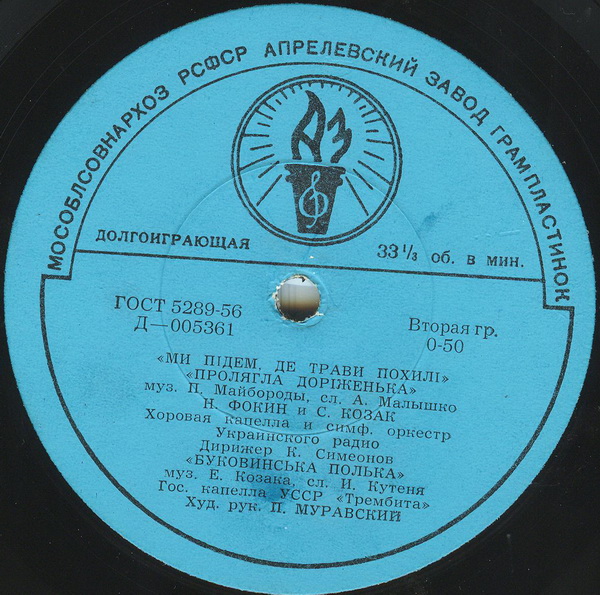 МОСОБЛСОВНАРХОЗ РСФСР АПРЕЛЕВСКИЙ ЗАВОД ГРАМПЛАСТИНОК
АЗ
ДОЛГОИГРАЮЩАЯ
33⅓ об. в мин.
ГОСТ 5289-56
Д—005361
Вторая гр.
0-50
«МИ ПІДЕМ, ДЕ ТРАВИ ПОХИЛІ»
«ПРОЛЯГЛА ДОРІЖЕНЬКА»
муз. П. Майбороды, сл. А. Малышко
Н. ФОКИН и С. КОЗАК
Хоровая капелла и симф. оркестр
Украинского радио
Дирижер К. Симеонов
«БУКОВИНСЬКА ПОЛЬКА»
муз. Е. Козака, сл. И. Кутеня
Гос. капелла УССР «Трембита»
Худ. рук. П. МУРАВСКИЙ